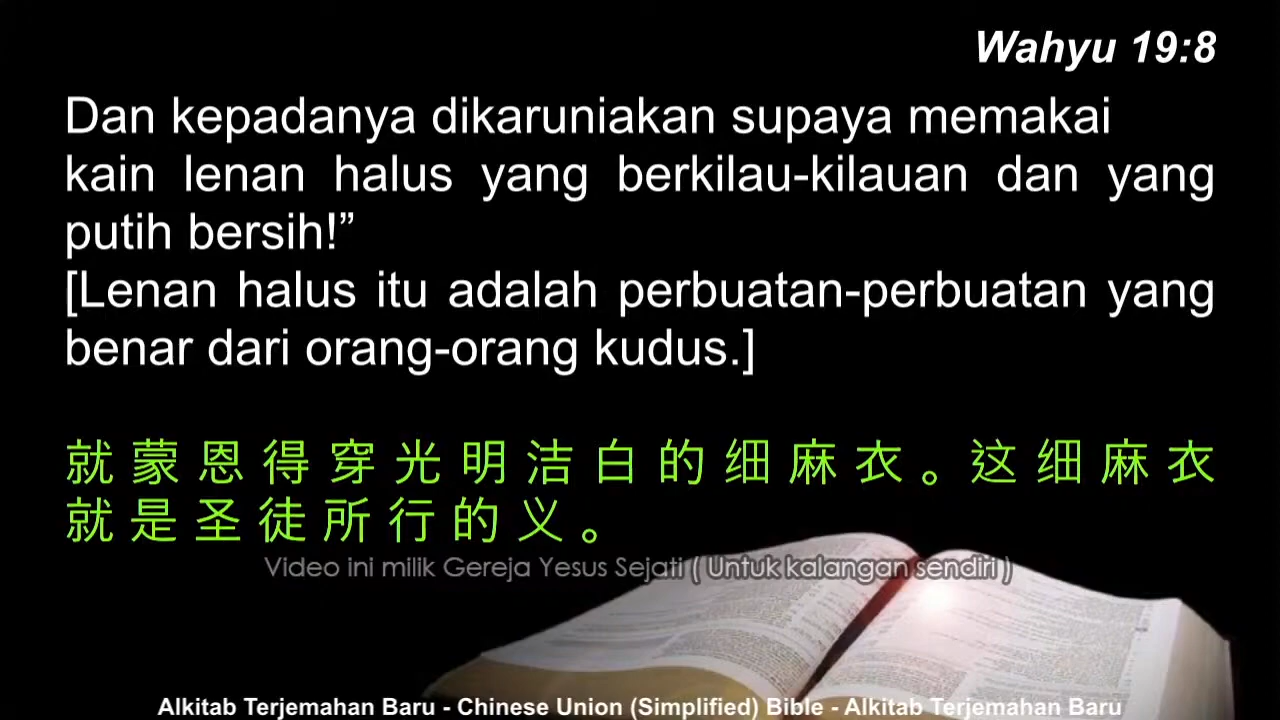 Wahyu 19:8
Dan kepadanya dikaruniakan supaya memakai
kain lenan halus yang berkilau-kilauan dan yang
putih bersih!”
[Lenan halus itu adalah perbuatan-perbuatan yang
benar dari orang-orang kudus.]
就蒙恩得穿光明洁白的细麻衣。这细麻衣
就是圣徒所行的义。
Video ini milik Gereja Yesus Sejati ( Untuk kalangan sendiri )
Alkitab Terjemahan Baru - Chinese Union (Simplified) Bible - Alkitab Terjemahan Baru